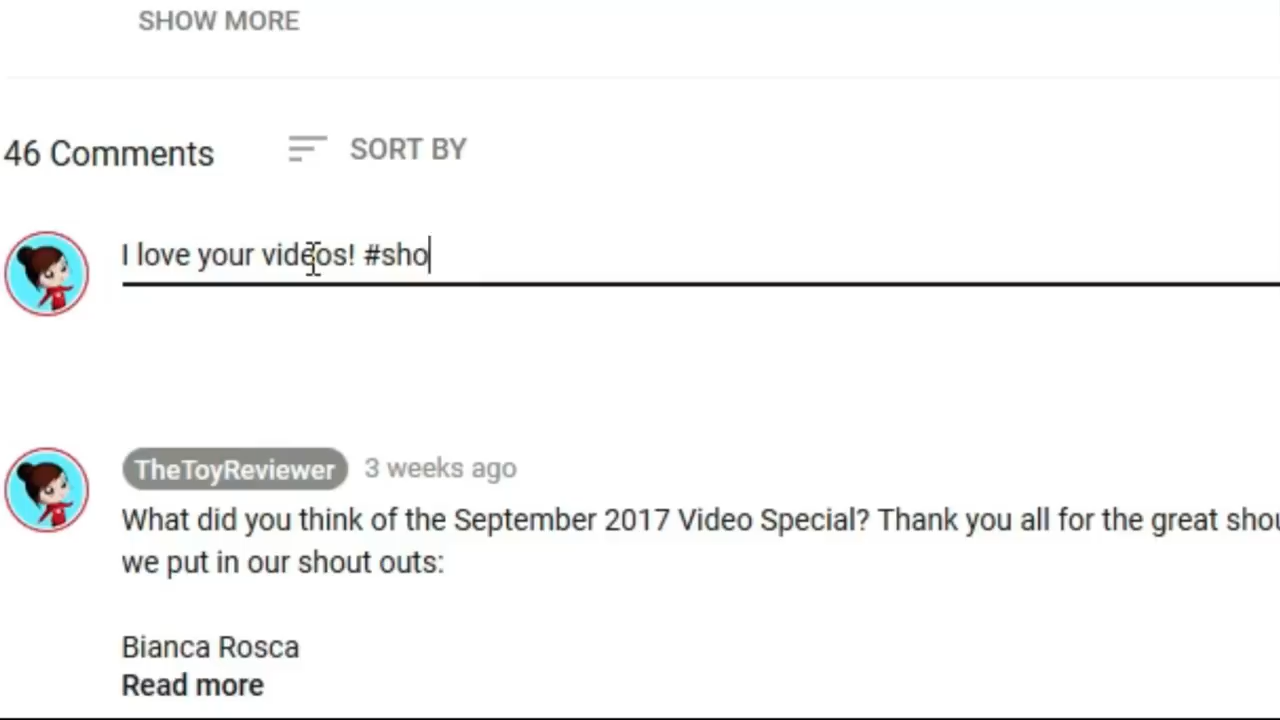 SHOW MORE
46 Comments
SORT BY
I love your videos! #sho
TheToyReviewer 3 weeks ago
What did you think of the September 2017 Video Special? Thank you all for the great
we put in our shout outs:
Bianca Rosca
Read more